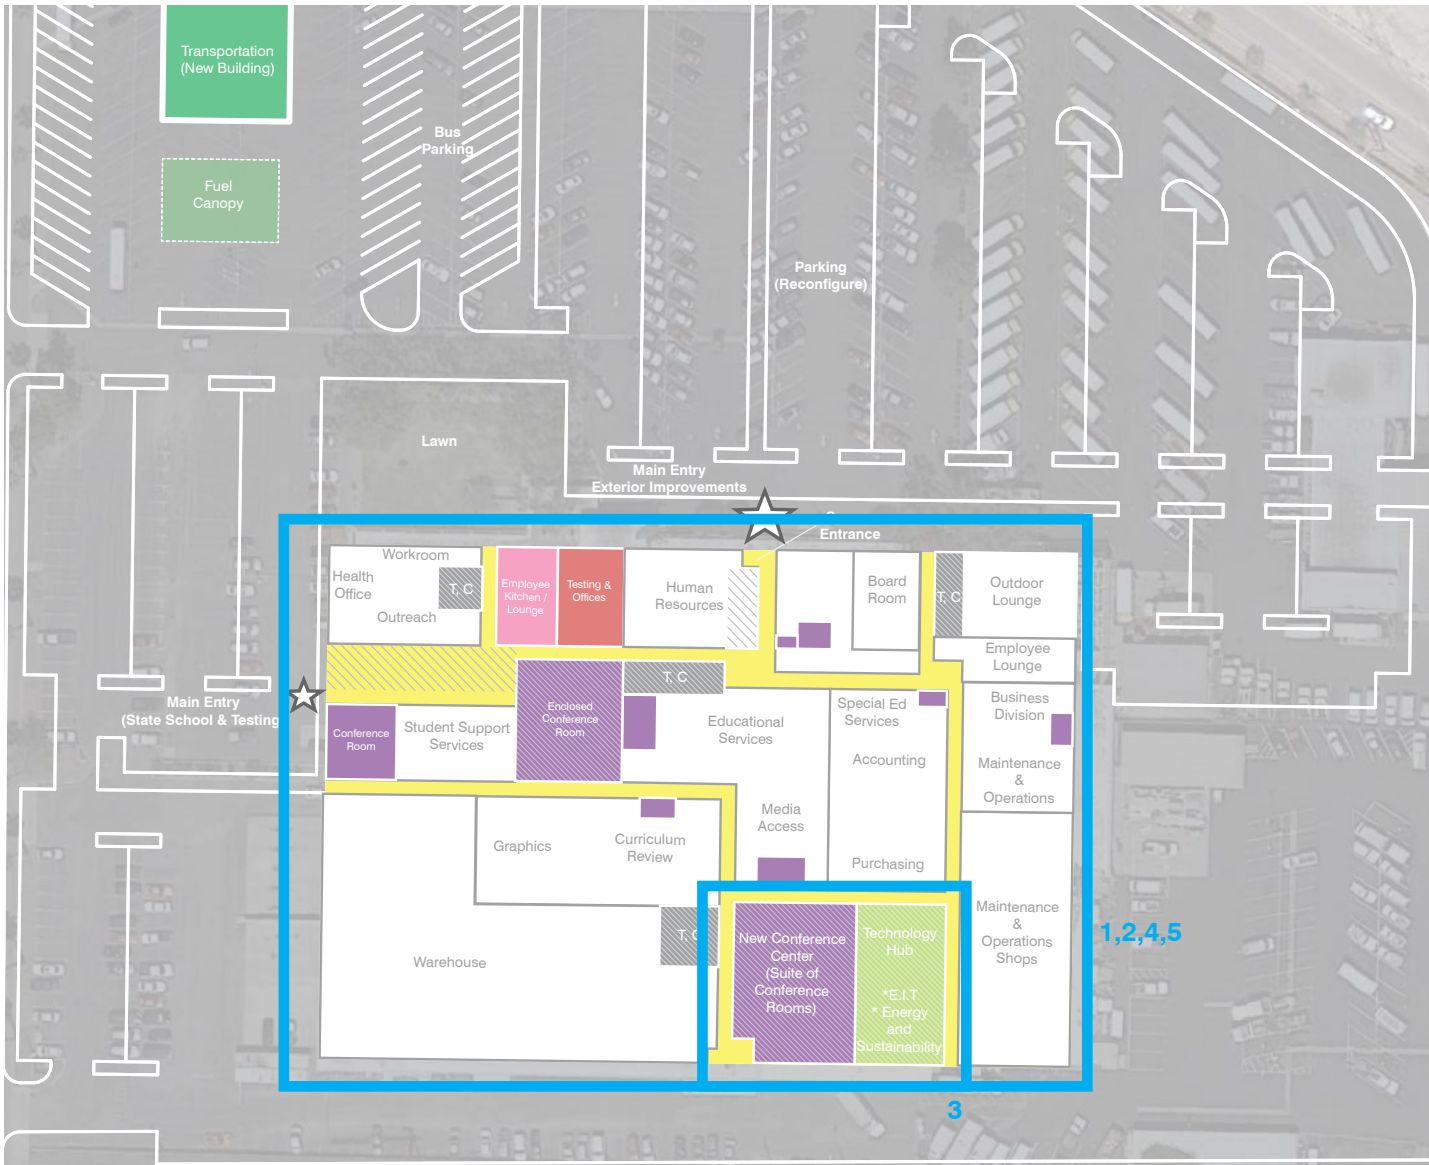 Transportation
(New Building)
Fuel
Canopy
Bus
Parking
Parking
(Reconfigure)
Lawn
Main Entry
Exterior Improvements
Entrance
Workroom
Health
Office
T, C
Outreach
Employee
Kitchen /
Lounge
Testing &
Offices
Human
Resources
Board
Room
T, C
Outdoor
Lounge
Employee
Lounge
Main Entry
(State School & Testing
Conference
Room
Student Support
Services
Enclosed
Conference
Room
T, C
Educational
Services
Special Ed
Services
Accounting
Business
Division
Maintenance
&
Operations
Media
Access
Purchasing
Graphics
Curriculum
Review
Warehouse
T, C
New Conference
Center
(Suite of
Conference
Rooms)
Technology
Hub
*E.I.T
* Energy
and
Sustainability
Maintenance
&
Operations
Shops
1,2,4,5
3